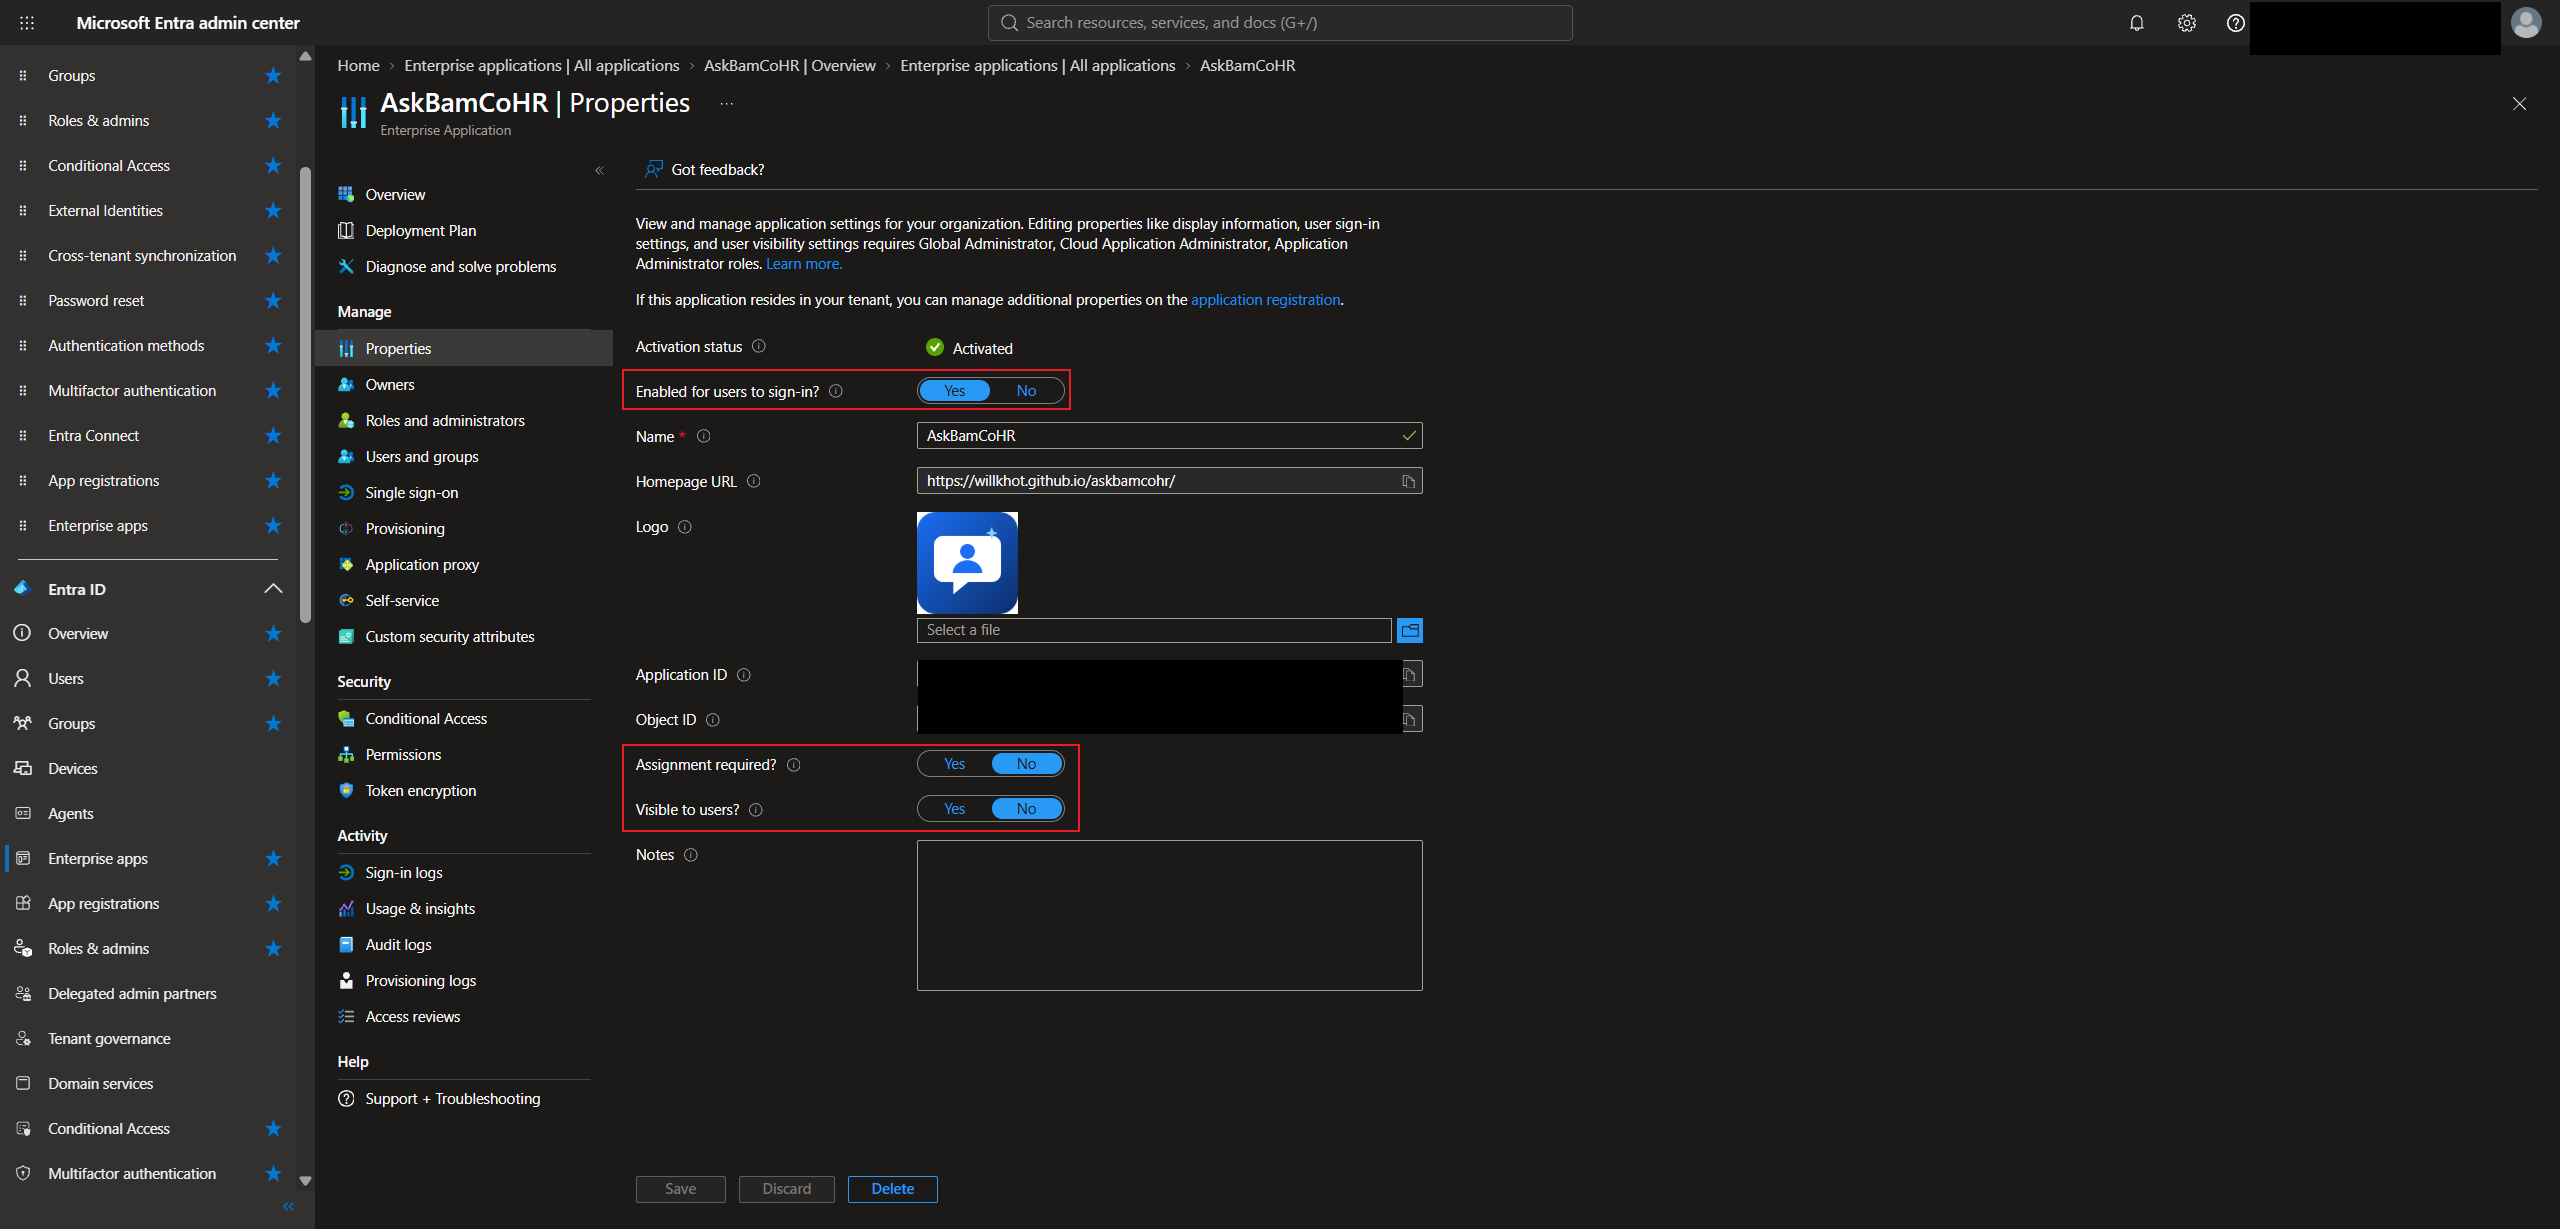 Microsoft Entra admin center
Search resources, services, and docs (G+/)
Groups
Roles & admins
Conditional Access
External Identities
Cross-tenant synchronization
Password reset
Authentication methods
Multifactor authentication
Entra Connect
App registrations
Enterprise apps
Entra ID
Overview
Users
Groups
Devices
Agents
Enterprise apps
App registrations
Roles & admins
Delegated admin partners
Tenant governance
Domain services
Conditional Access
Multifactor authentication
Home > Enterprise applications | All applications > AskBamCoHR | Overview > Enterprise applications | All applications > AskBamCoHR
AskBamCoHR | Properties ...
Enterprise Application
Overview
Deployment Plan
Diagnose and solve problems
Manage
Properties
Owners
Roles and administrators
Users and groups
Single sign-on
Provisioning
Application proxy
Self-service
Custom security attributes
Security
Conditional Access
Permissions
Token encryption
Activity
Sign-in logs
Usage & insights
Audit logs
Provisioning logs
Access reviews
Help
Support + Troubleshooting
Got feedback?
View and manage application settings for your organization. Editing properties like display information, user sign-in
settings, and user visibility settings requires Global Administrator, Cloud Application Administrator, Application
Administrator roles. Learn more.
If this application resides in your tenant, you can manage additional properties on the application registration.
Activation status Activated
Enabled for users to sign-in? Yes No
Name * AskBamCoHR
Homepage URL https://willkhot.github.io/askbamcohr/
Logo
Select a file
Application ID
Object ID
Assignment required? Yes No
Visible to users? Yes No
Notes
Save Discard Delete